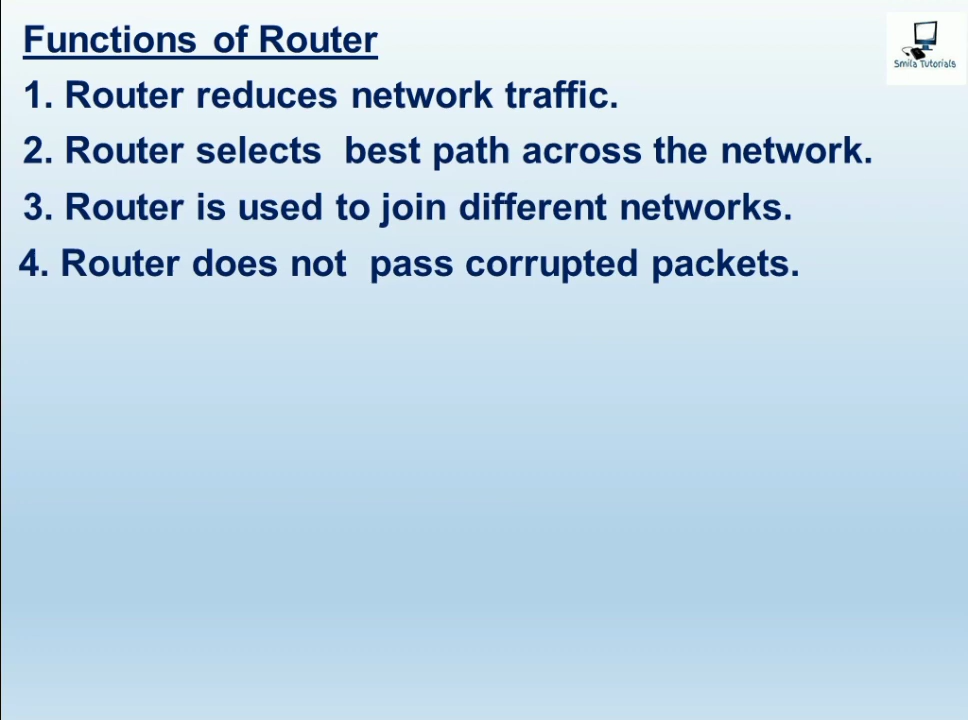 Functions of Router
Smita Tutorials
1. Router reduces network traffic.
2. Router selects best path across the network.
3. Router is used to join different networks.
4. Router does not pass corrupted packets.